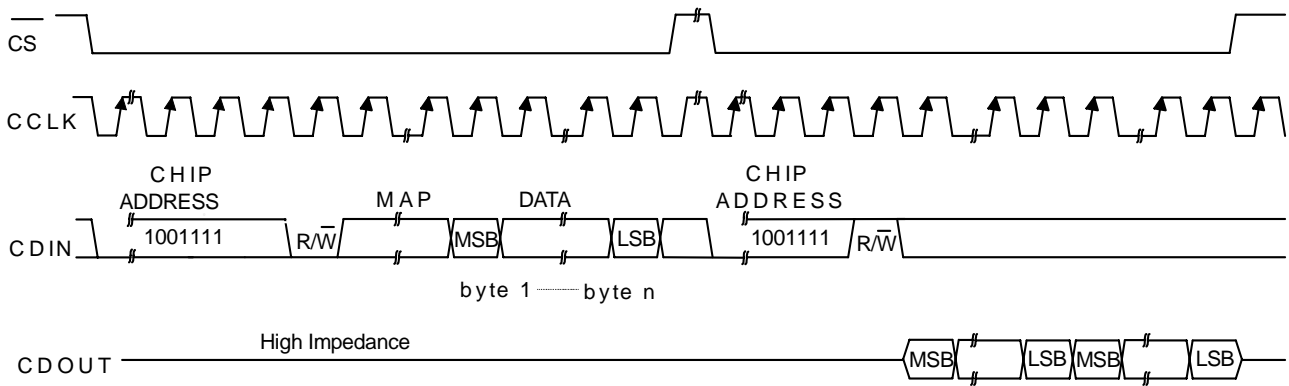 CS
CCLK
CHIP
ADDRESS
MAP
DATA
CHIP
ADDRESS
CDIN
1001111
R/W
MSB
LSB
1001111
R/W
byte 1 byte n
High Impedance
CDOUT
MSB
LSB
MSB
LSB